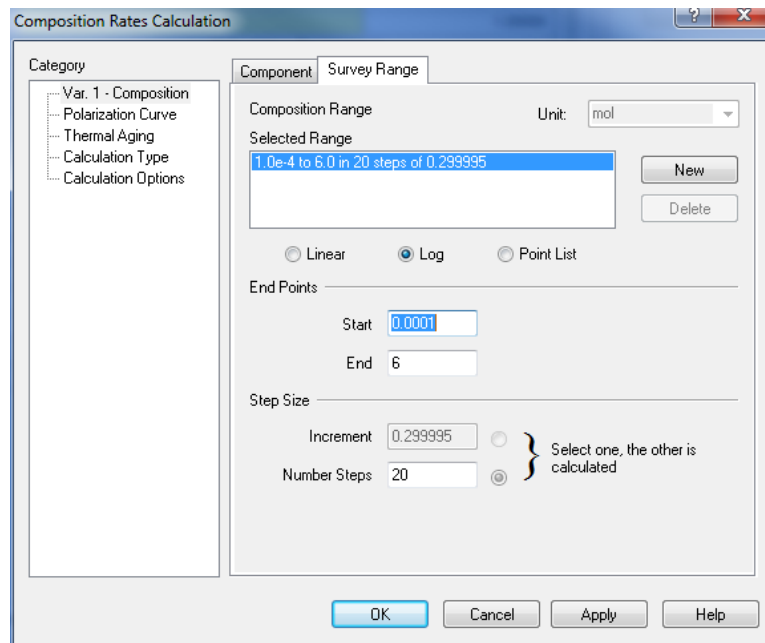 Composition Rates Calculation
? X
Category
Var. 1 - Composition
Polarization Curve
Thermal Aging
Calculation Type
Calculation Options
Component Survey Range
Composition Range Unit: mol
Selected Range
1.0e-4 to 6.0 in 20 steps of 0.299995
New
Delete
Linear Log Point List
End Points
Start 0.0001
End 6
Step Size
Increment 0.299995
Number Steps 20
} Select one, the other is
calculated
OK Cancel Apply Help